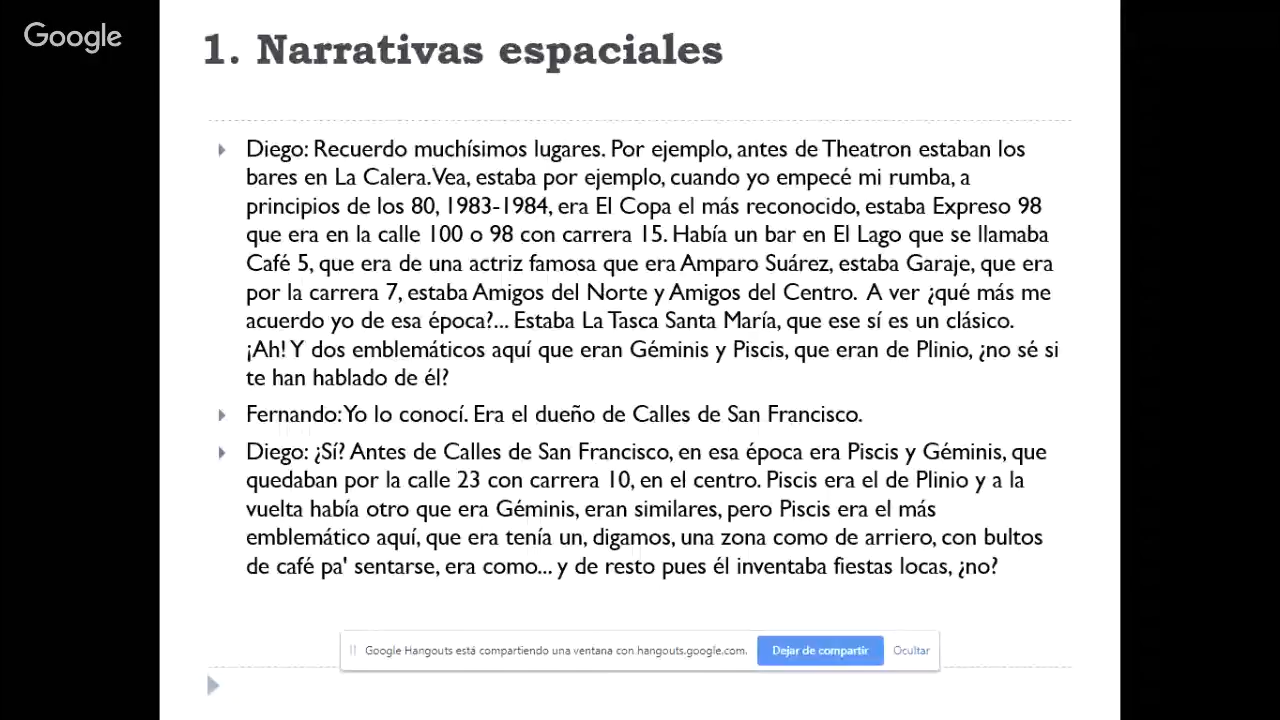 Google
1. Narrativas espaciales
Diego: Recuerdo muchísimos lugares. Por ejemplo, antes de Theatron estaban los
bares en La Calera. Vea, estaba por ejemplo, cuando yo empecé mi rumba, a
principios de los 80, 1983-1984, era El Copa el más reconocido, estaba Expreso 98
que era en la calle 100 o 98 con carrera 15. Había un bar en El Lago que se llamaba
Café 5, que era de una actriz famosa que era Amparo Suárez, estaba Garaje, que era
por la carrera 7, estaba Amigos del Norte y Amigos del Centro. A ver ¿qué más me
acuerdo yo de esa época?... Estaba La Tasca Santa María, que ese sí es un clásico.
¡Ah! Y dos emblemáticos aquí que eran Géminis y Piscis, que eran de Plinio, ¿no sé si
te han hablado de él?
Fernando: Yo lo conocí. Era el dueño de Calles de San Francisco.
Diego: ¿Sí? Antes de Calles de San Francisco, en esa época era Piscis y Géminis, que
quedaban por la calle 23 con carrera 10, en el centro. Piscis era el de Plinio y a la
vuelta había otro que era Géminis, eran similares, pero Piscis era el más
emblemático aquí, que era tenía un, digamos, una zona como de arriero, con bultos
de café pa' sentarse, era como... y de resto pues él inventaba fiestas locas, ¿no?
Google Hangouts está compartiendo una ventana con hangouts.google.com. Dejar de compartir Ocultar